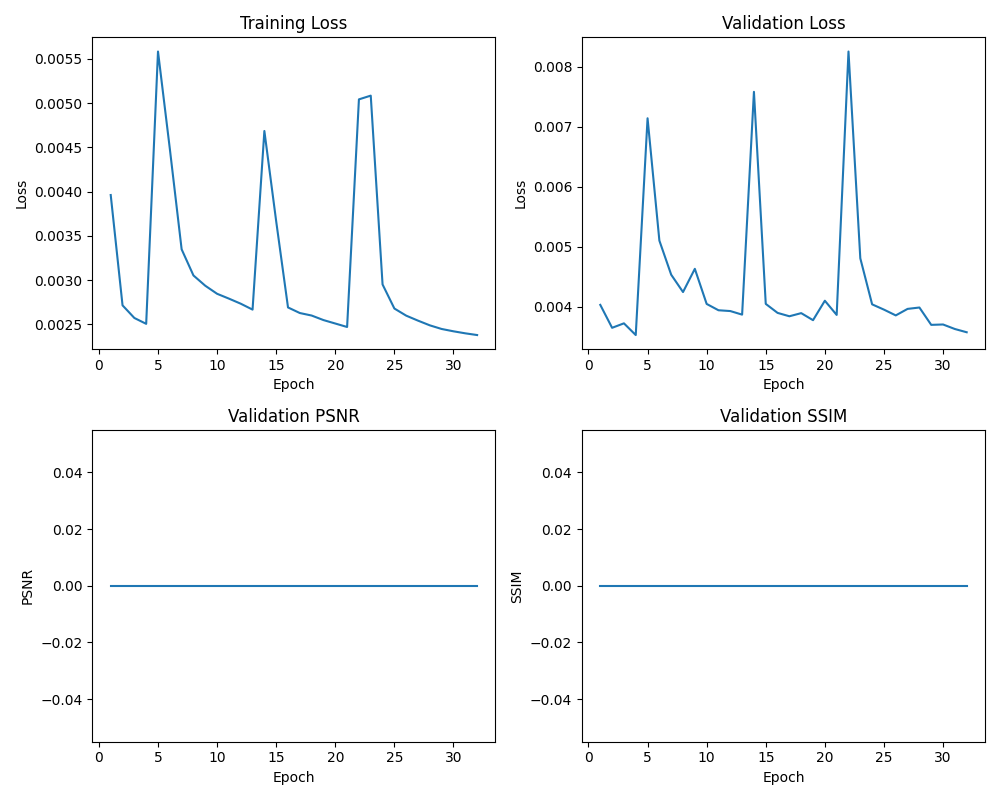 Training Loss
Validation Loss
0.0055
0.0050
0.0045
0.0040
0.0035
0.0030
0.0025
Loss
0 5 10 15 20 25 30
Epoch
0.008
0.007
0.006
0.005
0.004
Loss
0 5 10 15 20 25 30
Epoch
Validation PSNR
Validation SSIM
0.04
0.02
0.00
−0.02
−0.04
PSNR
0 5 10 15 20 25 30
Epoch
0.04
0.02
0.00
−0.02
−0.04
SSIM
0 5 10 15 20 25 30
Epoch